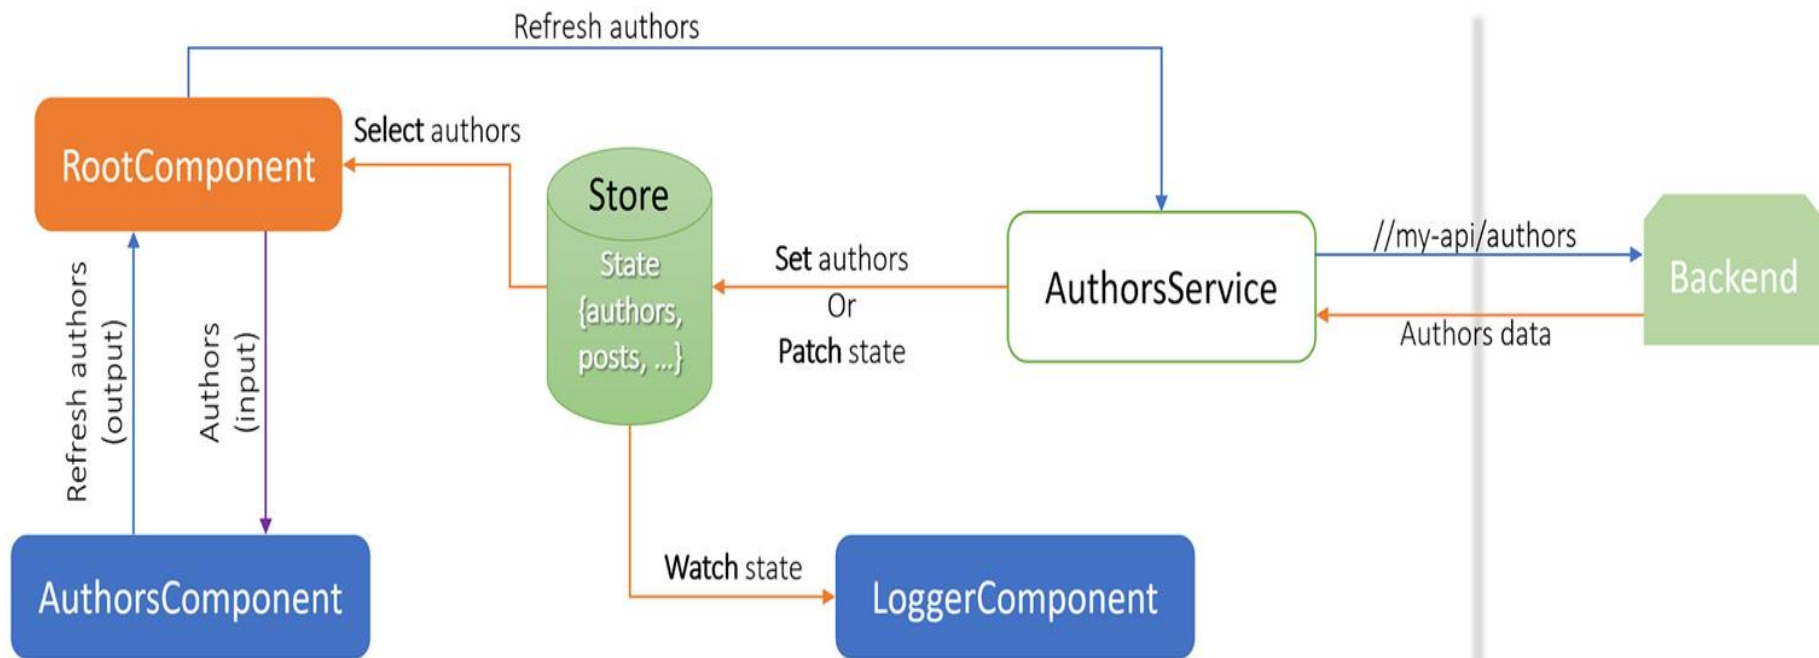 Refresh authors
RootComponent
Select authors
Store
State
{authors,
posts, ...}
Set authors
Or
Patch state
AuthorsService
//my-api/authors
Authors data
Backend
Refresh authors
(output)
Authors
(input)
AuthorsComponent
Watch state
LoggerComponent